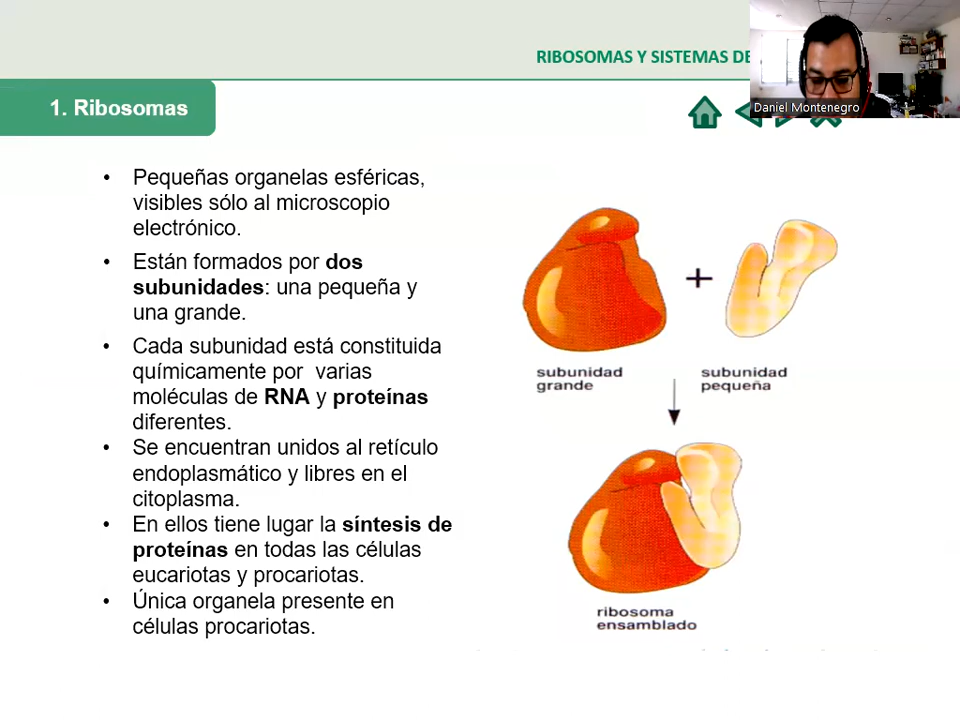 RIBOSOMAS Y SISTEMAS DE
Daniel Montenegro
1. Ribosomas
• Pequeñas organelas esféricas,
visibles sólo al microscopio
electrónico.
• Están formados por dos
subunidades: una pequeña y
una grande.
• Cada subunidad está constituida
químicamente por varias
moléculas de RNA y proteínas
diferentes.
• Se encuentran unidos al retículo
endoplasmático y libres en el
citoplasma.
• En ellos tiene lugar la síntesis de
proteínas en todas las células
eucariotas y procariotas.
• Única organela presente en
células procariotas.
+
subunidad
grande
subunidad
pequeña
ribosoma
ensamblado